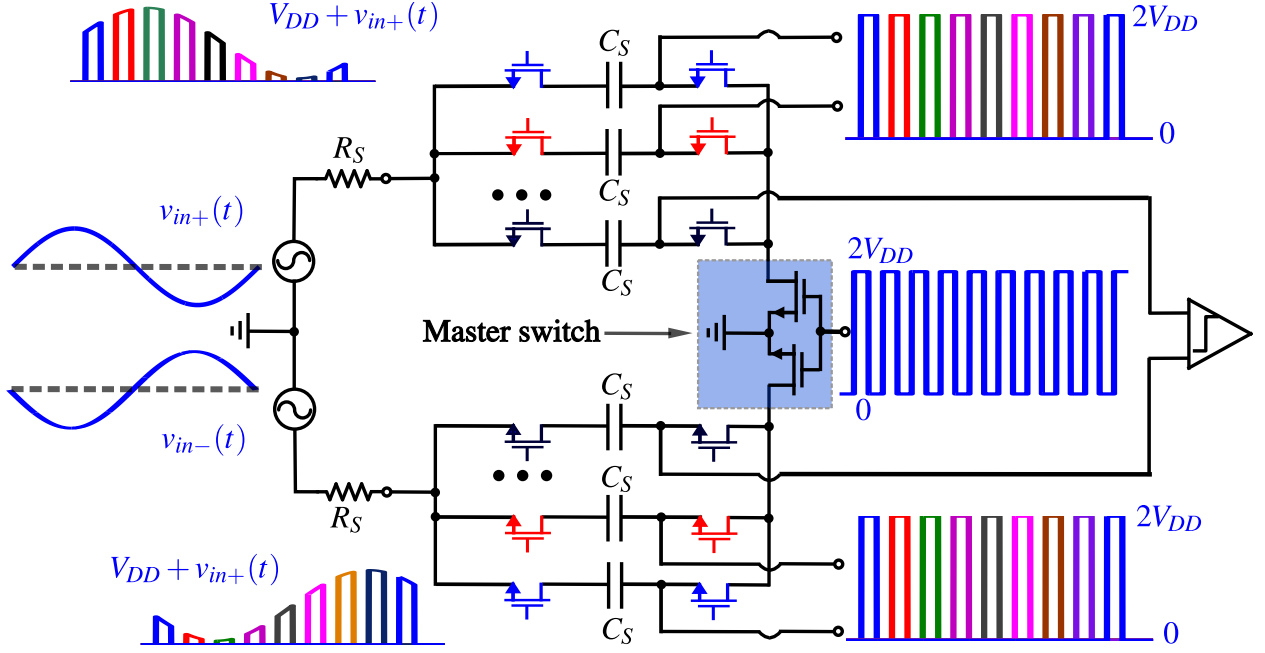 V_{DD} + v_{in+}(t)
2V_{DD}
0
C_S
R_S
C_S
v_{in+}(t)
C_S
2V_{DD}
Master switch
0
C_S
v_{in-}(t)
C_S
R_S
2V_{DD}
V_{DD} + v_{in+}(t)
C_S
0